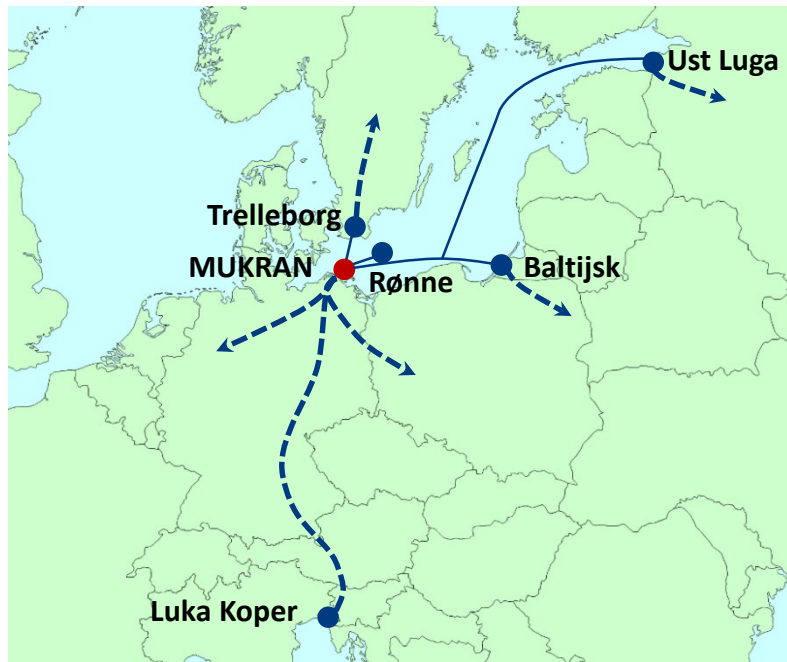 Ust Luga
Trelleborg
MUKRAN
Rønne
Baltijsk
Luka Koper